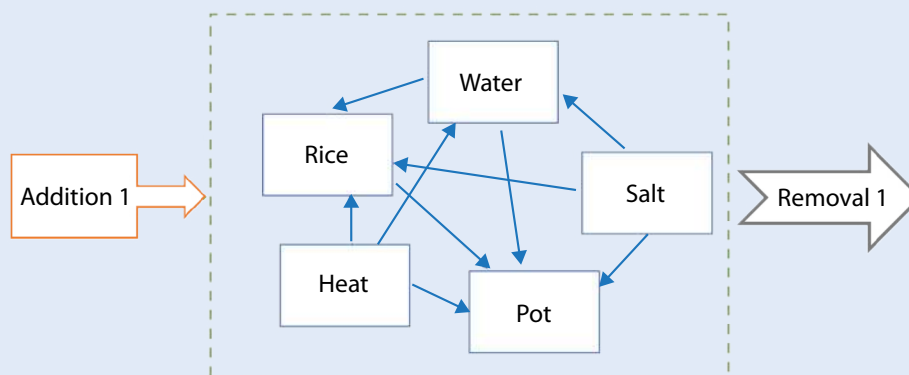 Water
Rice
Addition 1
Salt
Removal 1
Heat
Pot